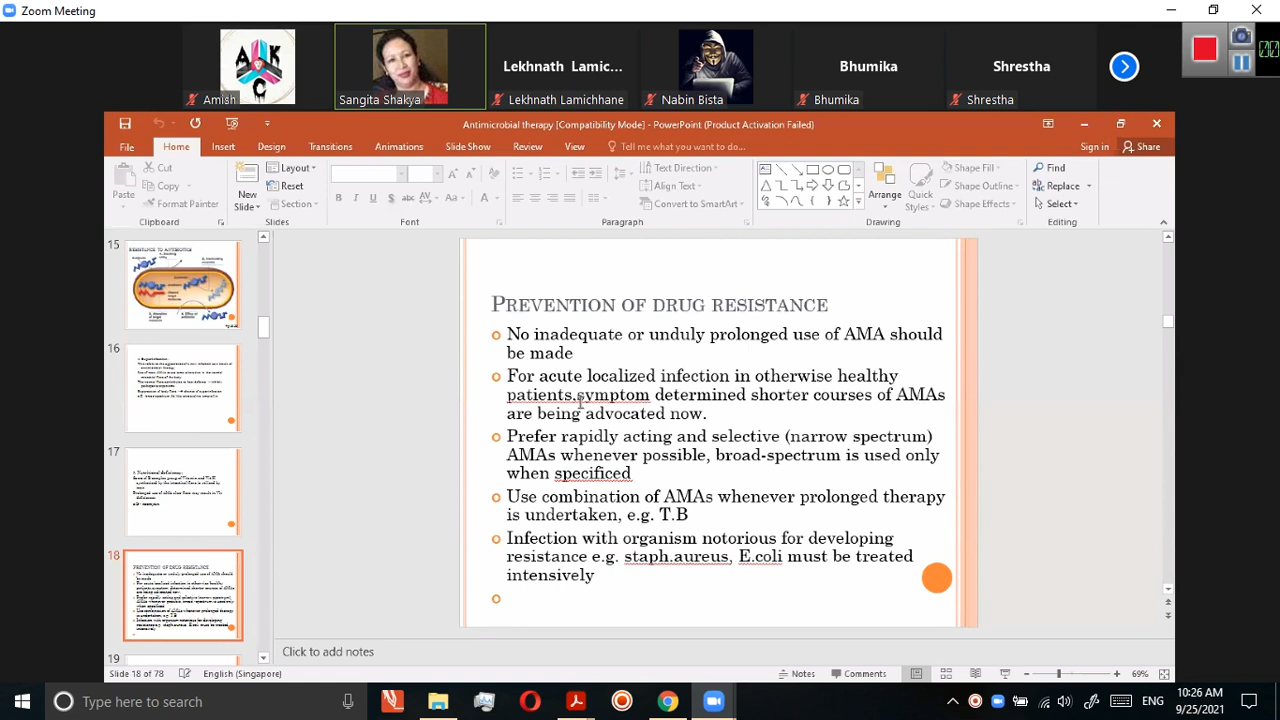 Zoom Meeting
Lekhnath Lamic...
Bhumika
Shrestha
Amish
Sangita Shakya
Lekhnath Lamichhane
Nabin Bista
Bhumika
Shrestha
Antimicrobial therapy [Compatibility Mode] - PowerPoint (Product Activation Failed)
File Home Insert Design Transitions Animations Slide Show Review View Tell me what you want to do... Sign in Share
Paste
Cut
Copy
Format Painter
Clipboard
New
Slide
Layout
Reset
Section
Slides
Font
Text Direction
Align Text
Convert to SmartArt
Paragraph
Arrange
Quick
Styles
Shape Fill
Shape Outline
Shape Effects
Drawing
Find
Replace
Select
Editing
15
RESISTANCE TO ANTIBIOTICS
16
17
18
PREVENTION OF DRUG RESISTANCE
19
PREVENTION OF DRUG RESISTANCE
No inadequate or unduly prolonged use of AMA should
be made
For acute localized infection in otherwise healthy
patients,symptom determined shorter courses of AMAs
are being advocated now.
Prefer rapidly acting and selective (narrow spectrum)
AMAs whenever possible, broad-spectrum is used only
when specificed
Use combination of AMAs whenever prolonged therapy
is undertaken, e.g. T.B
Infection with organism notorious for developing
resistance e.g. staph.aureus, E.coli must be treated
intensively
Click to add notes
Slide 18 of 78 English (Singapore) Notes Comments 69%
Type here to search
ENG
10:26 AM
9/25/2021